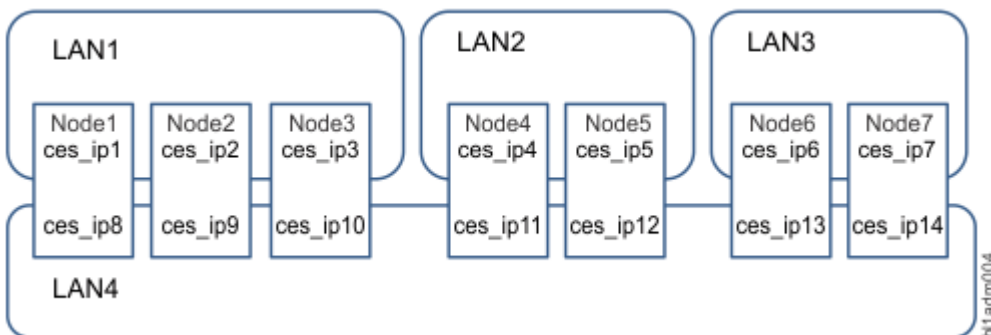 LAN1
LAN2
LAN3
Node1
ces_ip1
Node2
ces_ip2
Node3
ces_ip3
Node4
ces_ip4
Node5
ces_ip5
Node6
ces_ip6
Node7
ces_ip7
ces_ip8
ces_ip9
ces_ip10
ces_ip11
ces_ip12
ces_ip13
ces_ip14
LAN4